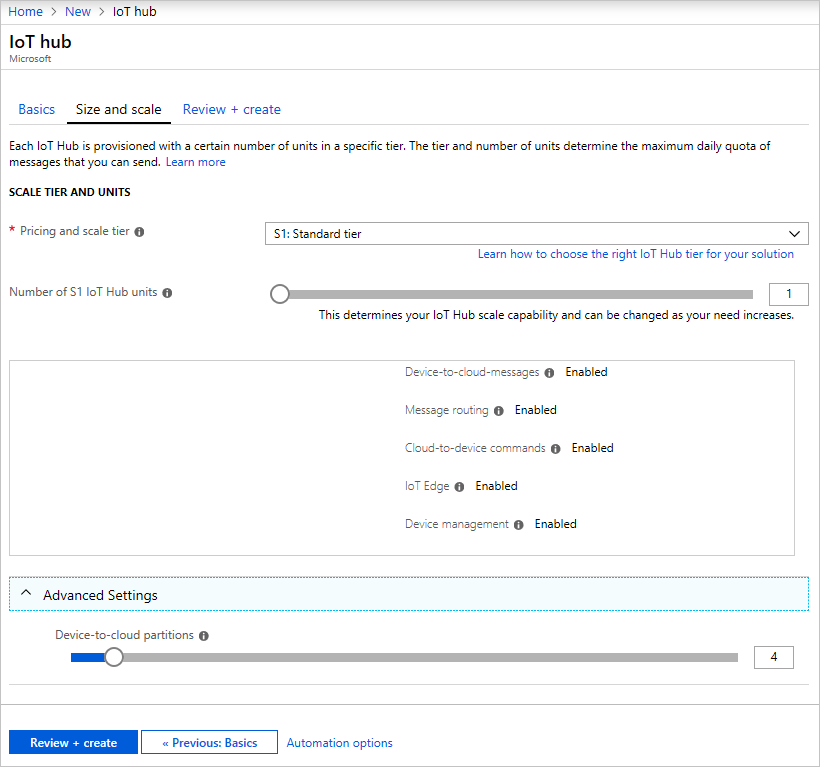 Home > New > IoT hub
IoT hub
Microsoft
Basics Size and scale Review + create
Each IoT Hub is provisioned with a certain number of units in a specific tier. The tier and number of units determine the maximum daily quota of
messages that you can send. Learn more
SCALE TIER AND UNITS
* Pricing and scale tier S1: Standard tier
Learn how to choose the right IoT Hub tier for your solution
Number of S1 IoT Hub units 1
This determines your IoT Hub scale capability and can be changed as your need increases.
Device-to-cloud-messages Enabled
Message routing Enabled
Cloud-to-device commands Enabled
IoT Edge Enabled
Device management Enabled
Advanced Settings
Device-to-cloud partitions
4
Review + create « Previous: Basics Automation options